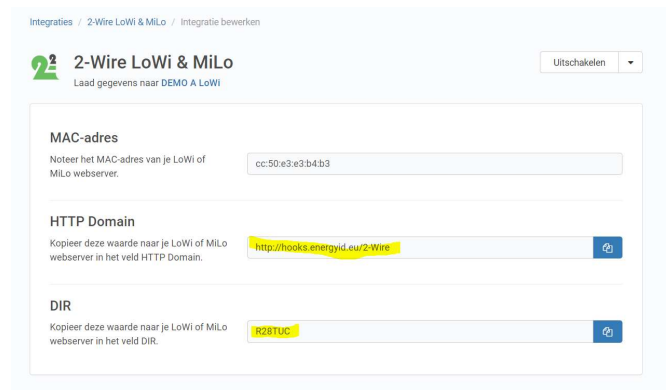 Integraties / 2-Wire LoWi & MiLo / Integratie bewerken
2-Wire LoWi & MiLo
Uitschakelen
Laad gegevens naar DEMO A LoWi
MAC-adres
Noteer het MAC-adres van je LoWi of
MiLo webserver.
cc:50:e3:e3:b4:b3
HTTP Domain
Kopieer deze waarde naar je LoWi of MiLo
webserver in het veld HTTP Domain.
http://hooks.energyid.eu/2-Wire
DIR
Kopieer deze waarde naar je LoWi of MiLo
webserver in het veld DIR.
R28TUC